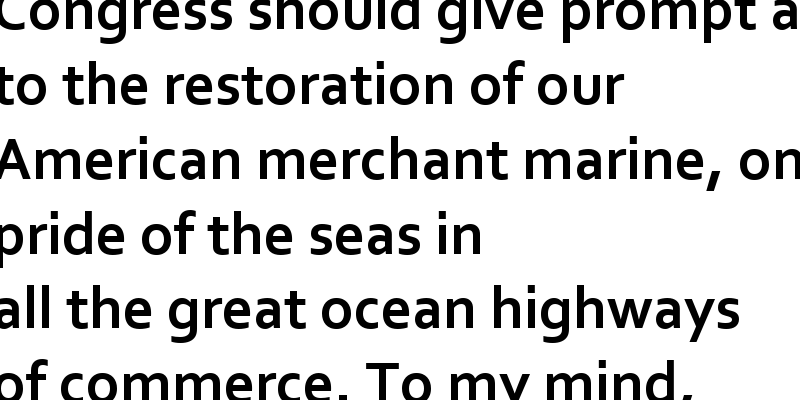 Congress should give prompt a
to the restoration of our
American merchant marine, on
pride of the seas in
all the great ocean highways
of commerce. To my mind,